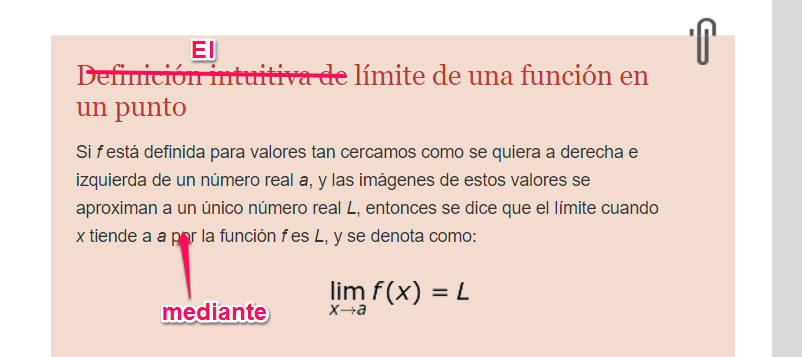 El
Definición intuitiva de límite de una función en
un punto
Si f está definida para valores tan cercamos como se quiera a derecha e
izquierda de un número real a, y las imágenes de estos valores se
aproximan a un único número real L, entonces se dice que el límite cuando
x tiende a a por la función f es L, y se denota como:
mediante
lim f(x) = L
x→a